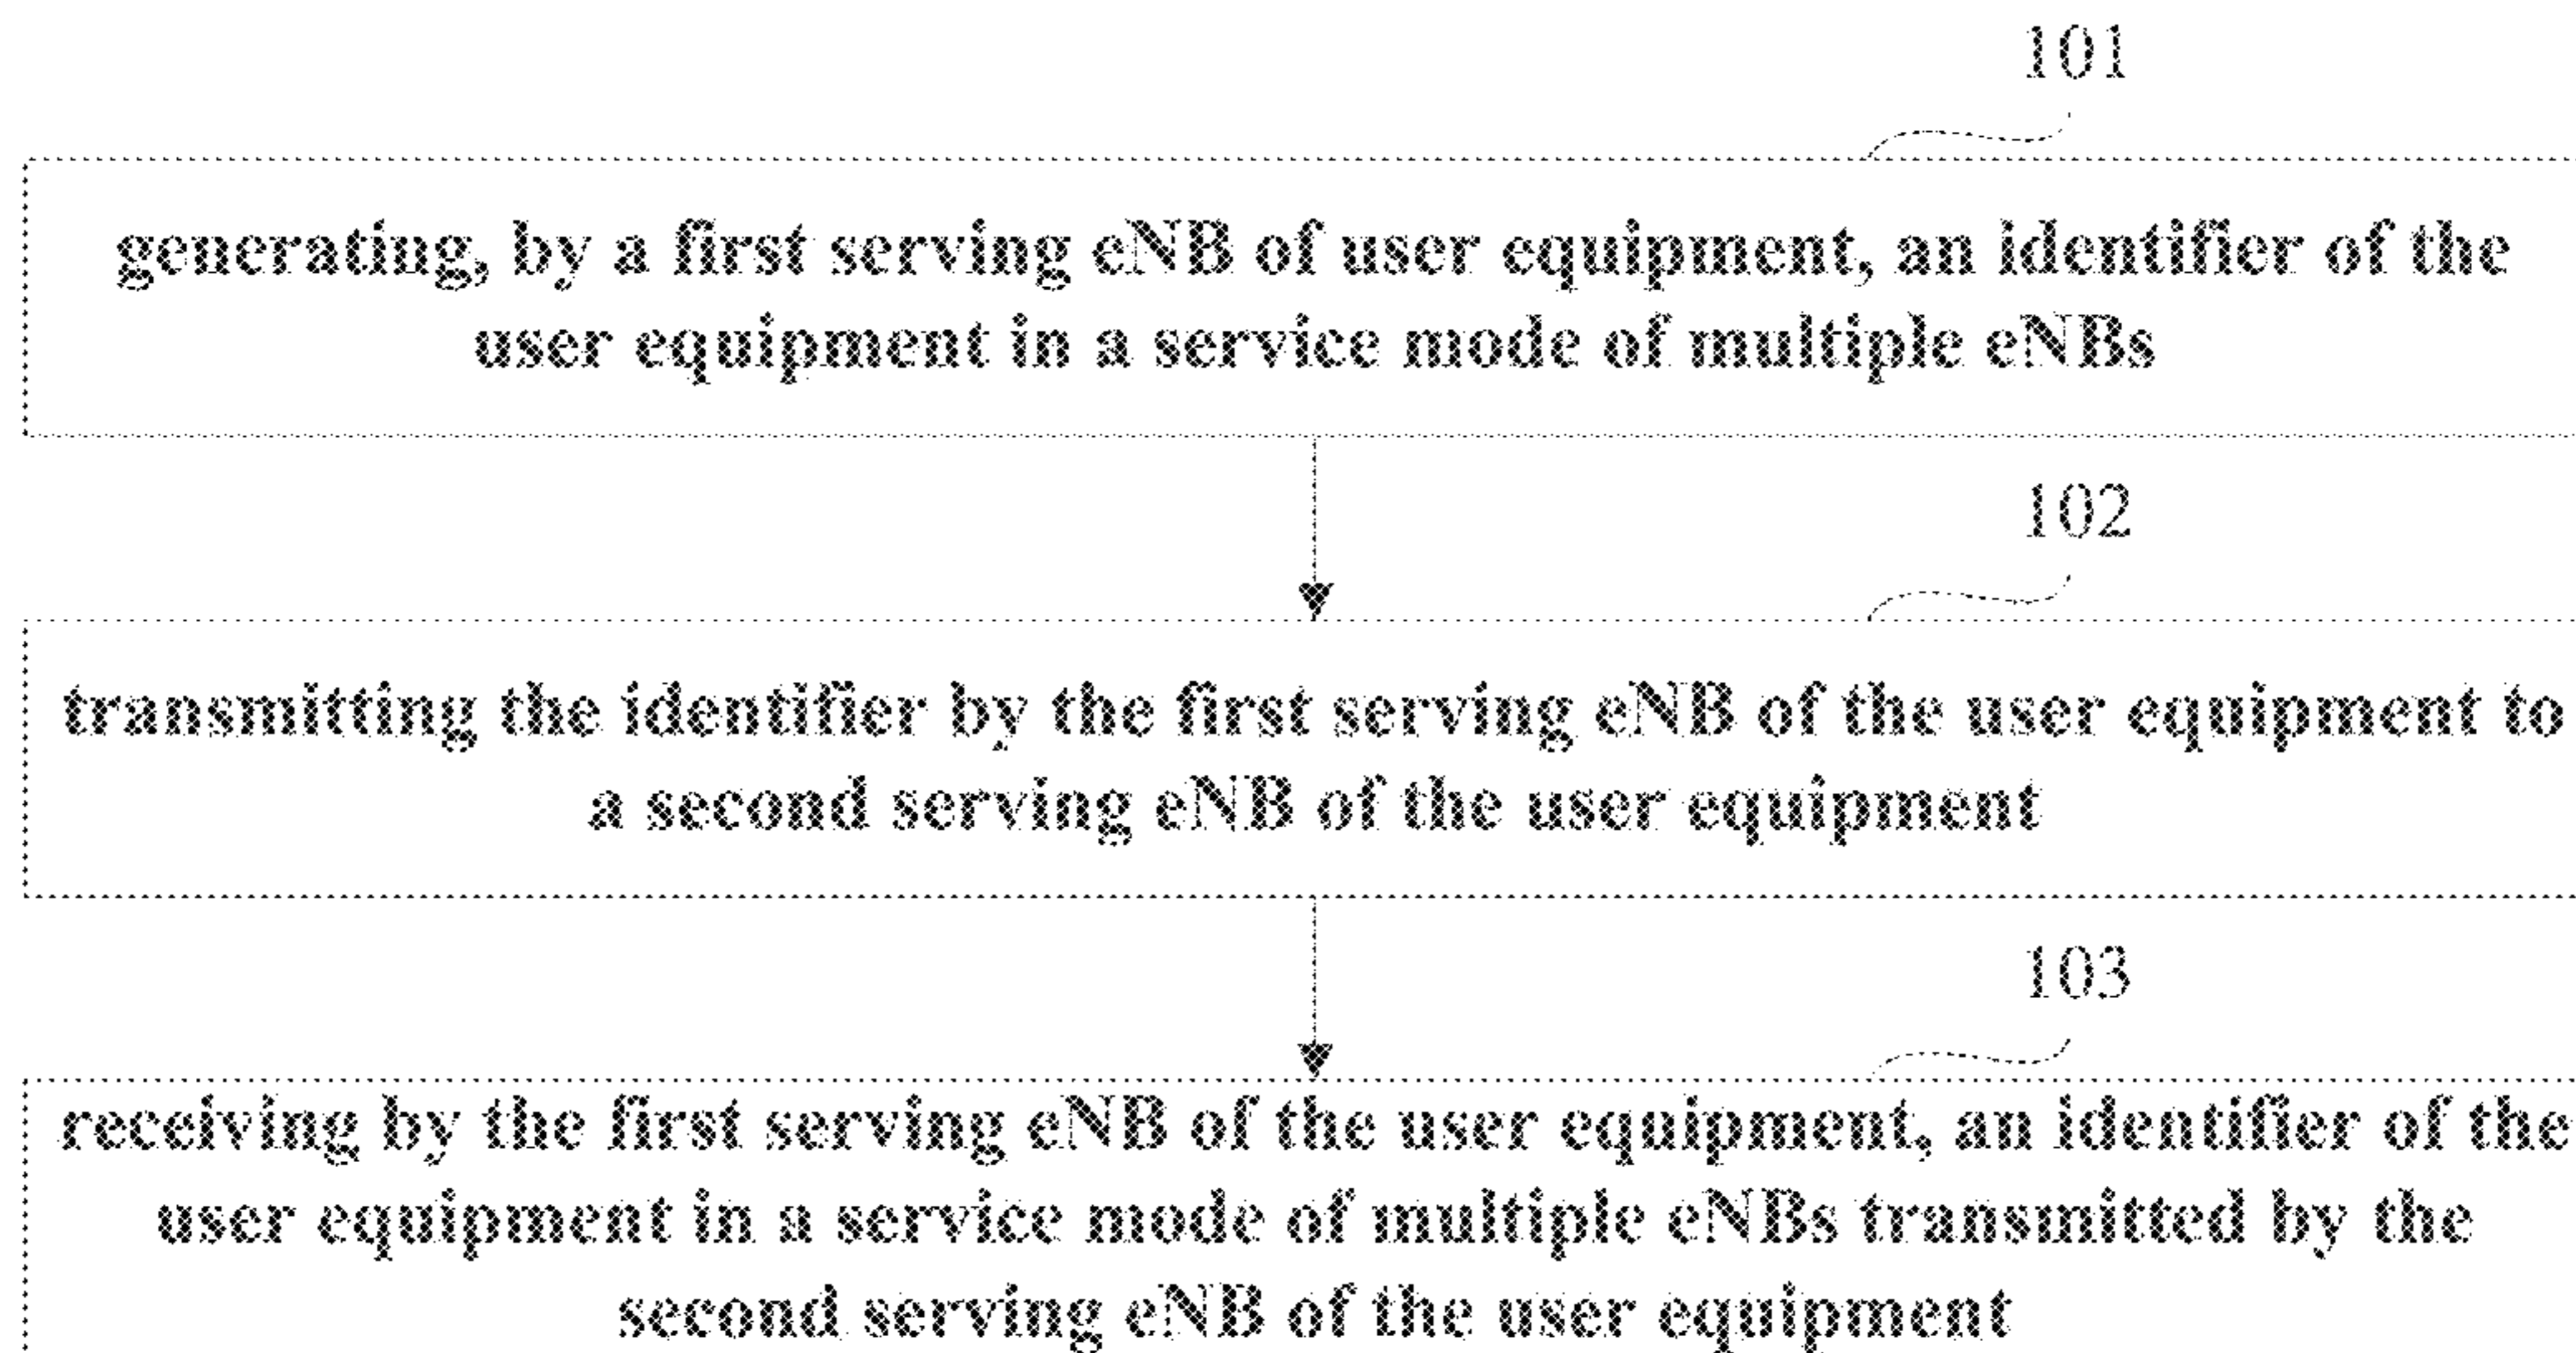 101
generating, by a first serving eNB of user equipment, an identifier of the
user equipment in a service mode of multiple eNBs
102
transmitting the identifier by the first serving eNB of the user equipment to
a second serving eNB of the user equipment
103
receiving by the first serving eNB of the user equipment, an identifier of the
user equipment in a service mode of multiple eNBs transmitted by the
second serving eNB of the user equipment